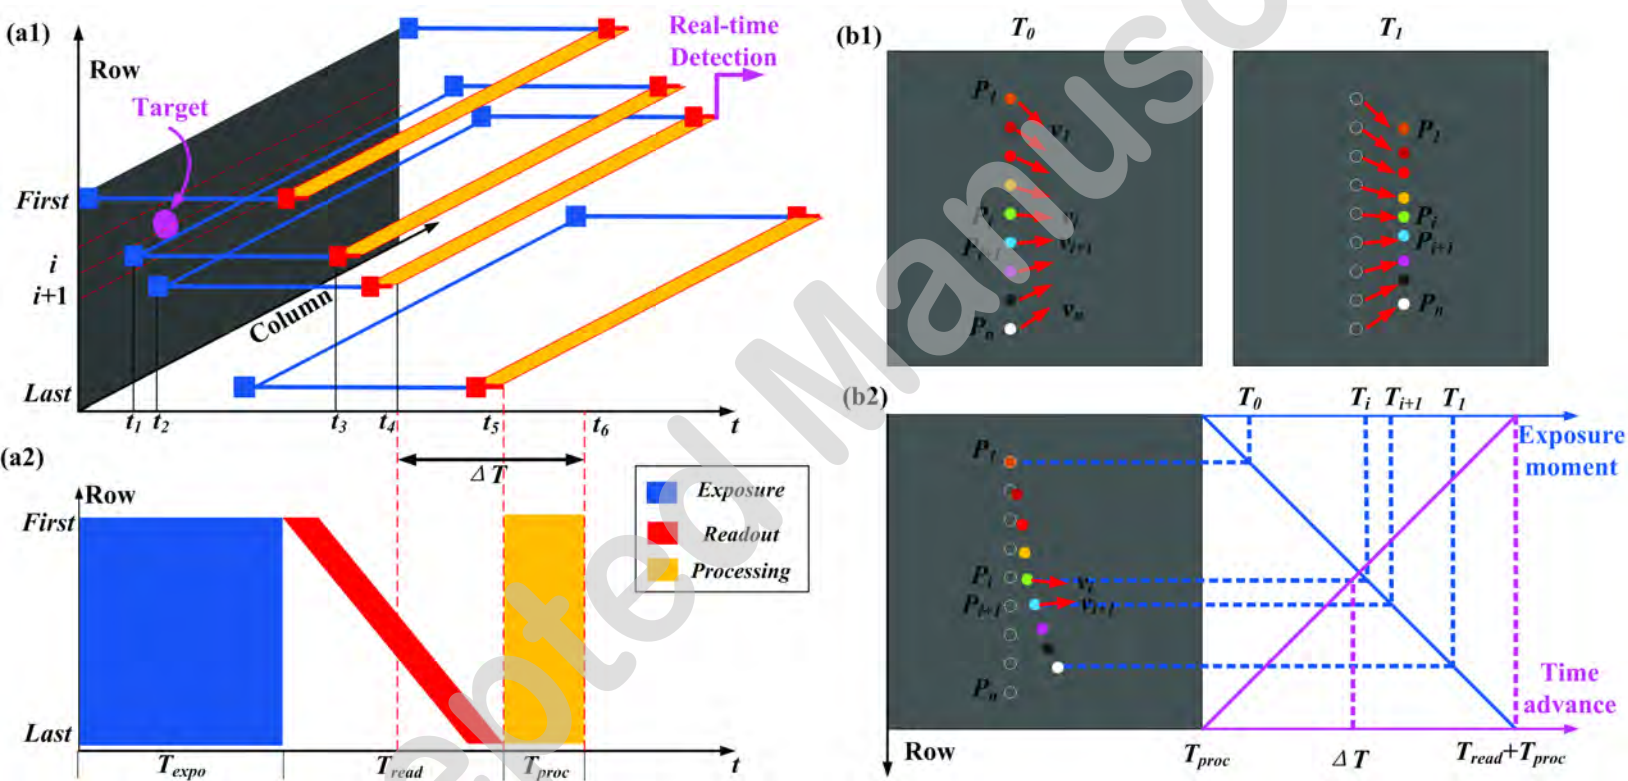 (a1)
Row
Target
Real-time
Detection
First
i
i+1
Column
Last
t1 t2 t3 t4 t5 t6 t
(a2)
Row
ΔT
First
Last
Exposure
Readout
Processing
Texpo Tread Tproc t
(b1)
T0 T1
P1
v1
Pi
vi
Pi+1
vi+1
Pn
vn
P1
Pi
Pi+1
Pn
(b2)
T0 Ti Ti+1 T1
Exposure
moment
P1
Pi
vi
Pi+1
vi+1
Pn
Time
advance
Row
Tproc ΔT Tread+Tproc
epted Manus